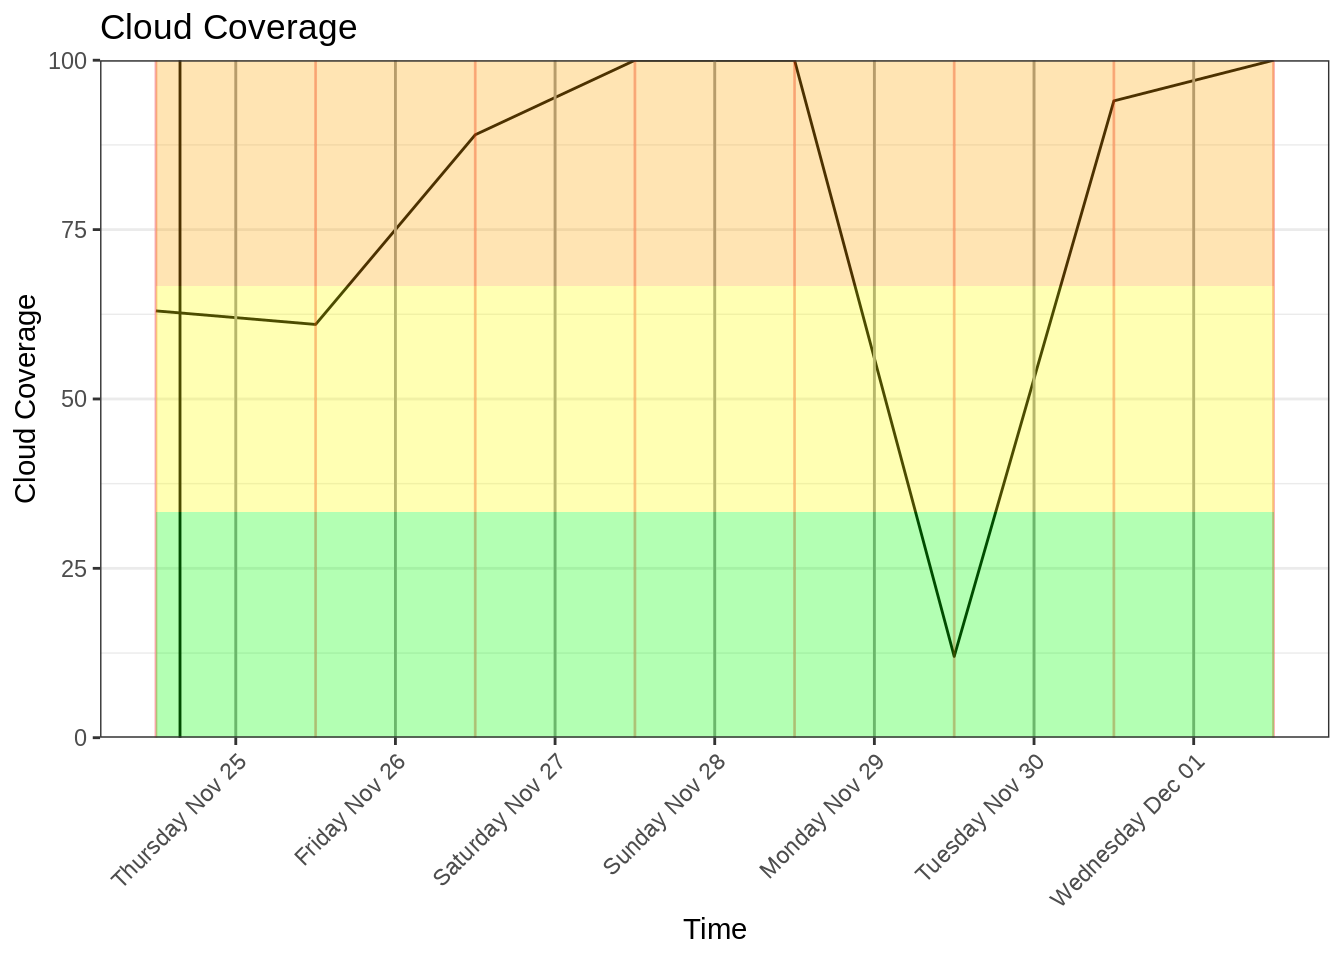 Cloud Coverage
100
75
50
25
0
Cloud Coverage
Thursday Nov 25
Friday Nov 26
Saturday Nov 27
Sunday Nov 28
Monday Nov 29
Tuesday Nov 30
Wednesday Dec 01
Time